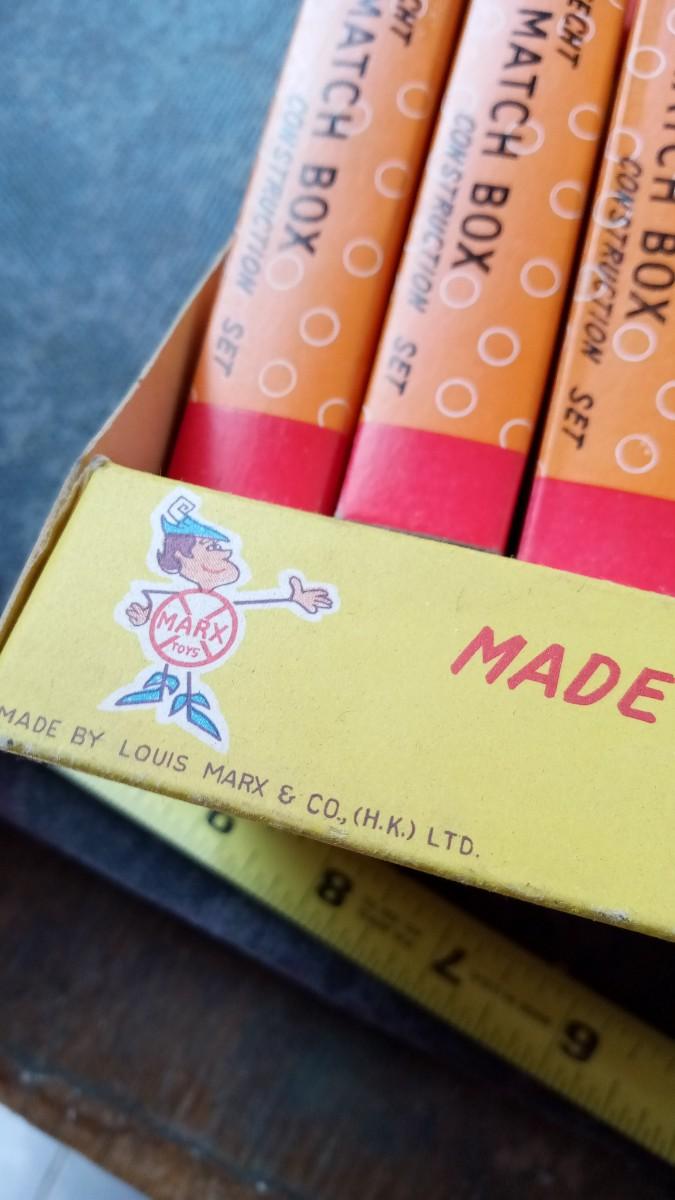 MATCH BOX
CONSTRUCTION SET
MATCH BOX
CONSTRUCTION SET
MATCH BOX
CONSTRUCTION SET
MARX
TOYS
MADE
MADE BY LOUIS MARX & CO., (H.K.) LTD.
8
7
6